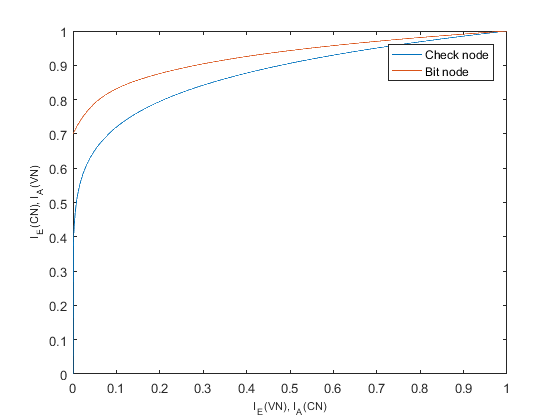 1
0.9
0.8
0.7
0.6
0.5
0.4
0.3
0.2
0.1
0
Check node
Bit node
I_E(CN), I_A(VN)
0 0.1 0.2 0.3 0.4 0.5 0.6 0.7 0.8 0.9 1
I_E(VN), I_A(CN)